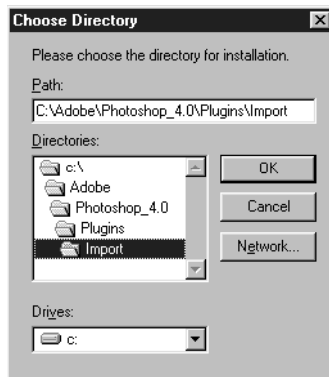 Choose Directory
Please choose the directory for installation.
Path:
C:\Adobe\Photoshop_4.0\Plugins\Import
Directories:
c:\
Adobe
Photoshop_4.0
Plugins
Import
OK
Cancel
Network...
Drives:
c: